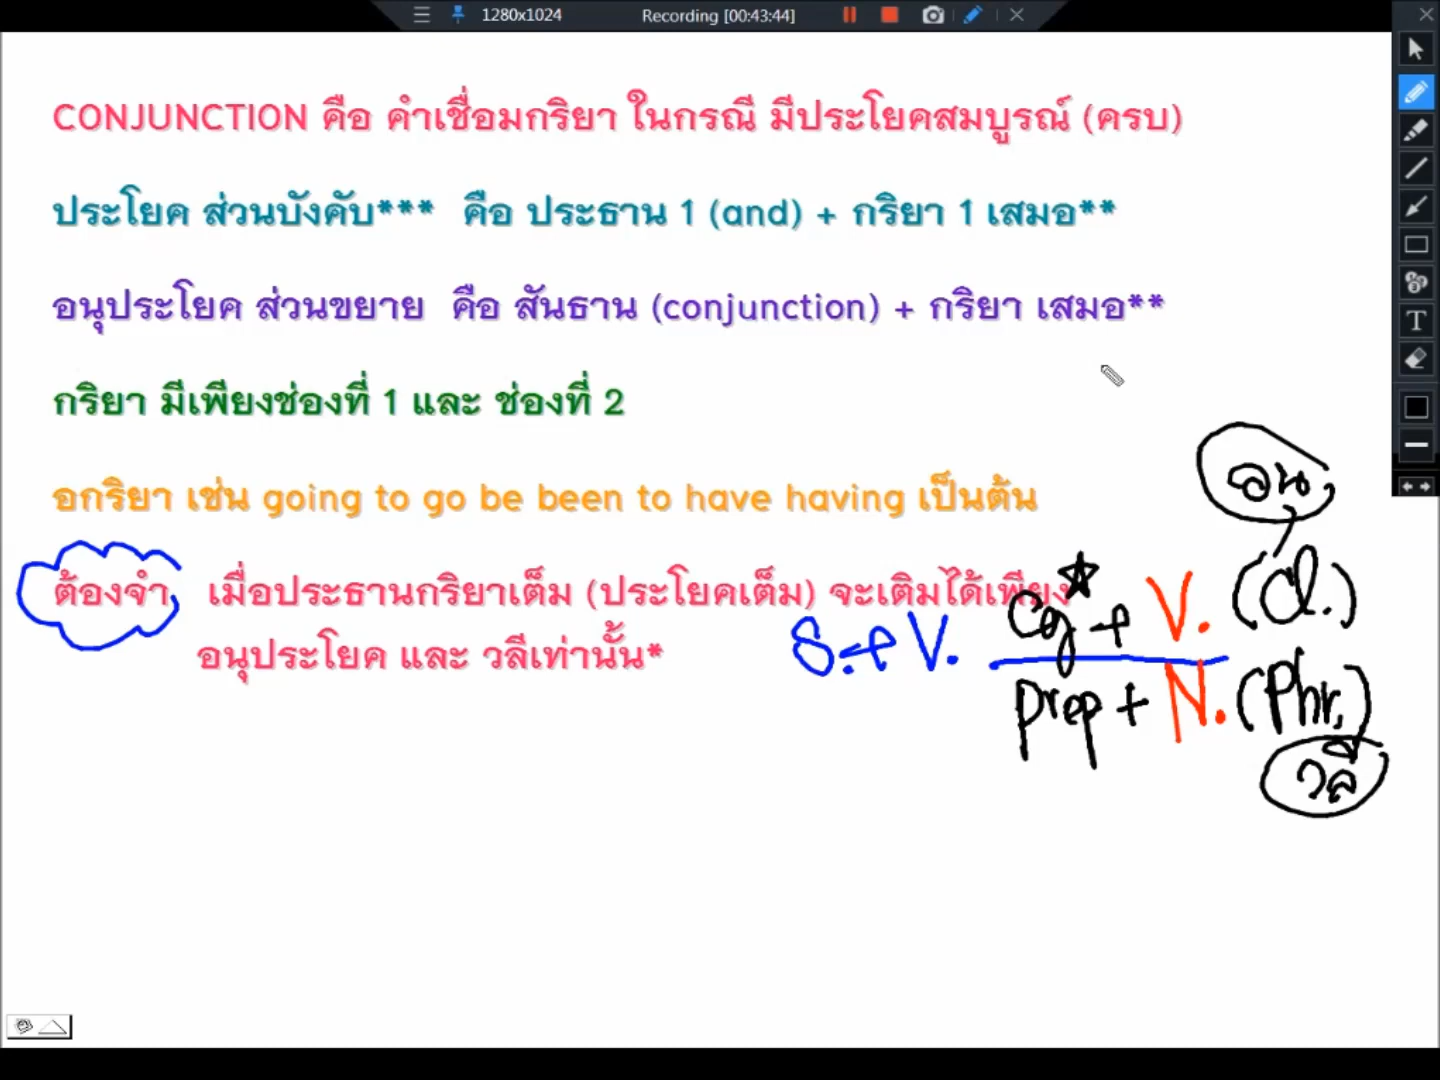 1280x1024 Recording [00:43:44]
CONJUNCTION คือ คำเชื่อมกริยา ในกรณี มีประโยคสมบูรณ์ (ครบ)
ประโยค ส่วนบังคับ*** คือ ประธาน 1 (and) + กริยา 1 เสมอ**
อนุประโยค ส่วนขยาย คือ สันธาน (conjunction) + กริยา เสมอ**
กริยา มีเพียงช่องที่ 1 และ ช่องที่ 2
อกริยา เช่น going to go be been to have having เป็นต้น
อนุ
ต้องจำ เมื่อประธานกริยาเต็ม (ประโยคเต็ม) จะเติมได้เพียง
อนุประโยค และ วลีเท่านั้น*
S. + V.
+ V. (cl.)
prep + N. (Phr.)
วลี
T